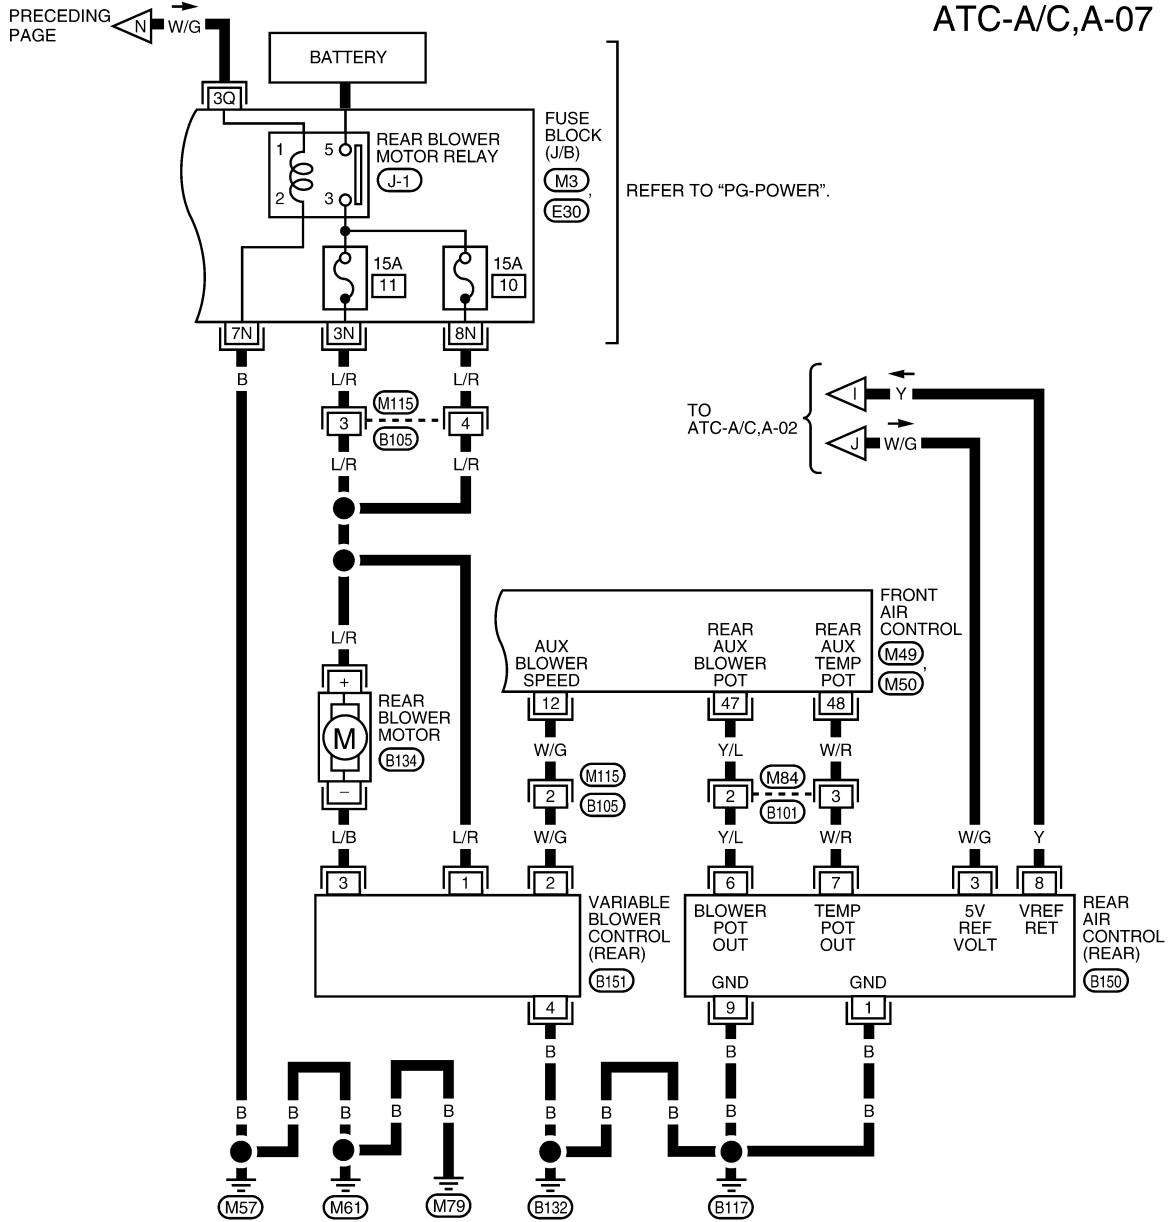 ATC-A/C,A-07
PRECEDING
PAGE
N
W/G
BATTERY
3Q
FUSE
BLOCK
(J/B)
M3
,
E30
REAR BLOWER
MOTOR RELAY
J-1
1
5
2
3
REFER TO “PG-POWER”.
15A
11
15A
10
7N
3N
8N
B
L/R
L/R
3
M115
B105
4
L/R
L/R
TO
ATC-A/C,A-02
I
Y
J
W/G
L/R
+
M
−
REAR
BLOWER
MOTOR
B134
FRONT
AIR
CONTROL
M49
,
M50
AUX
BLOWER
SPEED
REAR
AUX
BLOWER
POT
REAR
AUX
TEMP
POT
12
47
48
W/G
Y/L
W/R
2
M115
B105
2
M84
B101
3
L/B
L/R
W/G
Y/L
W/R
W/G
Y
3
1
2
6
7
3
8
VARIABLE
BLOWER
CONTROL
(REAR)
B151
BLOWER
POT
OUT
TEMP
POT
OUT
5V
REF
VOLT
VREF
RET
REAR
AIR
CONTROL
(REAR)
B150
GND
GND
4
9
1
B
B
B
B
B
B
B
B
B
B
B
B
B
B
M57
M61
M79
B132
B117